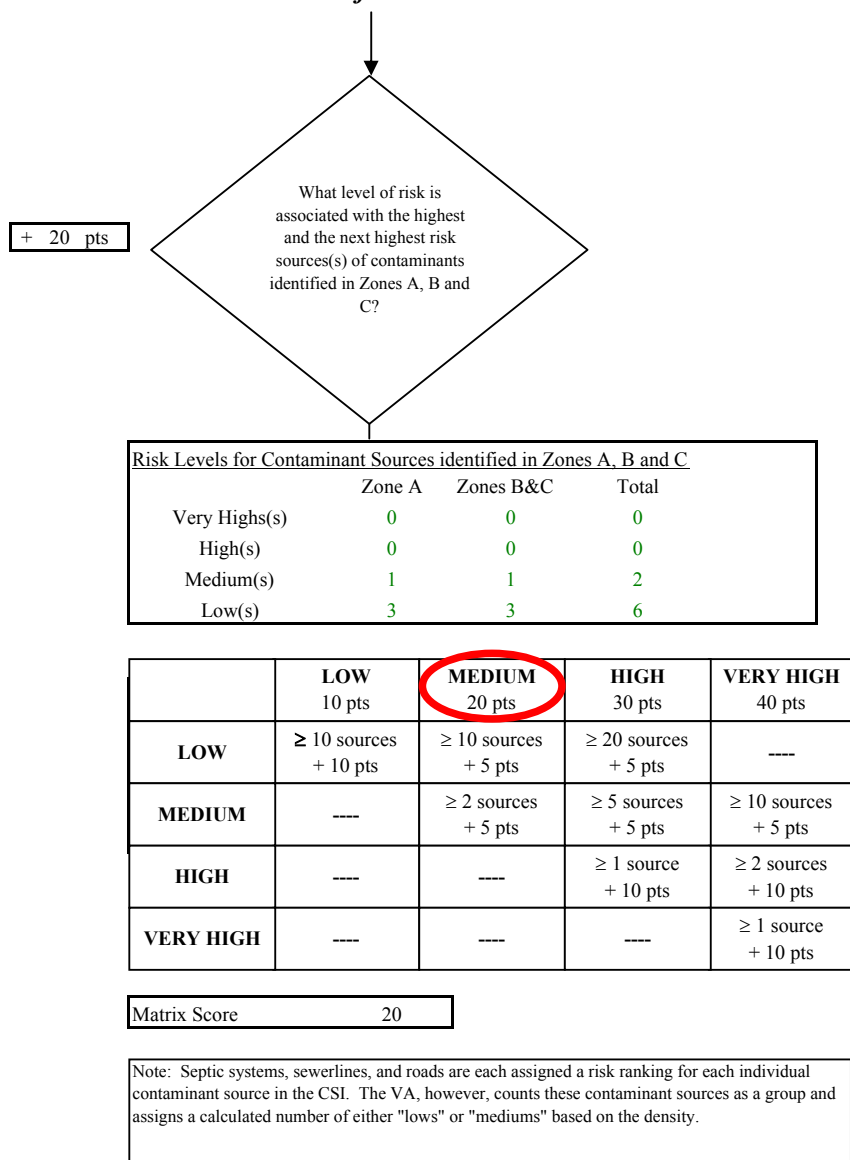 What level of risk is
associated with the highest
and the next highest risk
sources(s) of contaminants
identified in Zones A, B and
C?
+ 20 pts
Risk Levels for Contaminant Sources identified in Zones A, B and C
Zone A Zones B&C Total
Very Highs(s) 0 0 0
High(s) 0 0 0
Medium(s) 1 1 2
Low(s) 3 3 6
LOW MEDIUM HIGH VERY HIGH
10 pts 20 pts 30 pts 40 pts
LOW ≥ 10 sources ≥ 10 sources ≥ 20 sources ----
+ 10 pts + 5 pts + 5 pts
MEDIUM ---- ≥ 2 sources ≥ 5 sources ≥ 10 sources
+ 5 pts + 5 pts + 5 pts
HIGH ---- ---- ≥ 1 source ≥ 2 sources
+ 10 pts + 10 pts
VERY HIGH ---- ---- ---- ≥ 1 source
+ 10 pts
Matrix Score 20
Note: Septic systems, sewerlines, and roads are each assigned a risk ranking for each individual
contaminant source in the CSI. The VA, however, counts these contaminant sources as a group and
assigns a calculated number of either "lows" or "mediums" based on the density.